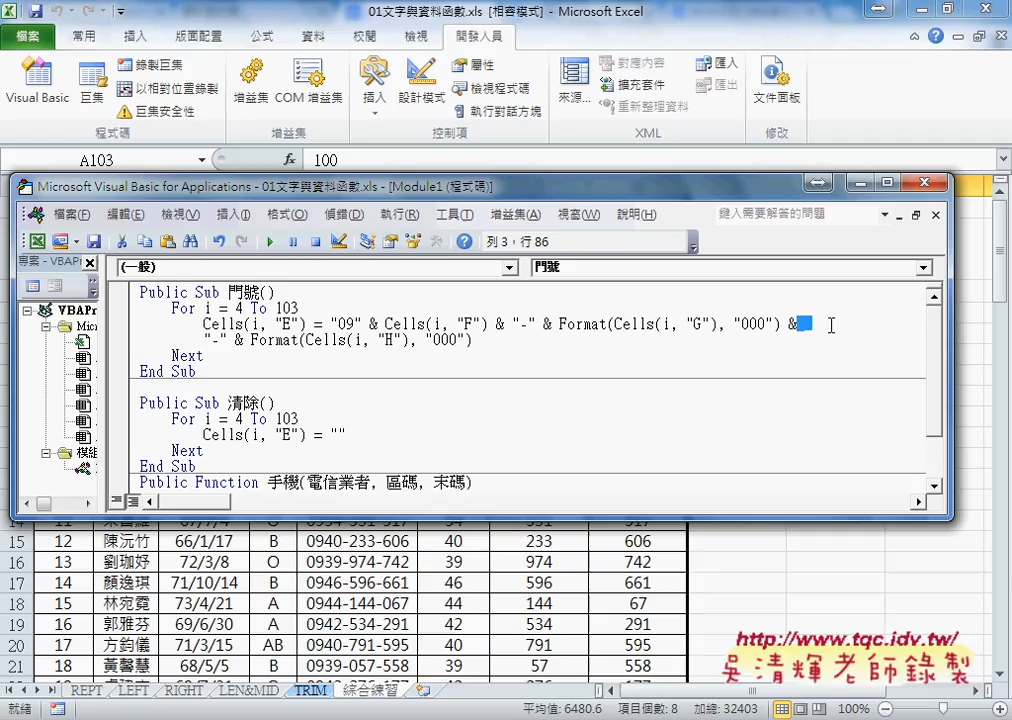 01文字與資料函數.xls [相容模式] - Microsoft Excel
檔案 常用 插入 版面配置 公式 資料 校閱 檢視 開發人員
Visual Basic 巨集 錄製巨集 以相對位置錄製 巨集安全性 增益集 COM 增益集 插入 設計模式 屬性 檢視程式碼 執行對話方塊 來源... 對應內容 擴充套件 重新整理資料 匯入 匯出 文件面板
程式碼 增益集 控制項 XML 修改
A103 fx 100
Microsoft Visual Basic for Applications - 01文字與資料函數.xls - [Module1 (程式碼)]
檔案(F) 編輯(E) 檢視(V) 插入(I) 格式(O) 偵錯(D) 執行(R) 工具(T) 增益集(A) 視窗(W) 說明(H) 鍵入需要解答的問題
列 3，行 86
專案 - VBAPr
(一般) 門號
VBAPr
Micr
模組
Public Sub 門號()
For i = 4 To 103
Cells(i, "E") = "09" & Cells(i, "F") & "-" & Format(Cells(i, "G"), "000") &
"-" & Format(Cells(i, "H"), "000")
Next
End Sub
Public Sub 清除()
For i = 4 To 103
Cells(i, "E") = ""
Next
End Sub
Public Function 手機(電信業者, 區碼, 末碼)
15 12 陳沅竹 66/1/17 B 0940-233-606 40 233 606
16 13 劉珈妤 72/3/8 O 0939-974-742 39 974 742
17 14 顏逸琪 71/10/14 B 0946-596-661 46 596 661
18 15 林宛霓 73/4/21 A 0944-144-067 44 144 67
19 16 郭雅芬 69/6/30 A 0942-534-291 42 534 291
20 17 方鈞儀 71/3/15 AB 0940-791-595 40 791 595
21 18 黃馨慧 68/5/5 B 0939-057-558 39 57 558
http://www.tqc.idv.tw/
吳清輝老師錄製
REPT LEFT RIGHT LEN&MID TRIM 綜合練習
就緒 平均值: 6480.6 項目個數: 8 加總: 32403 100%